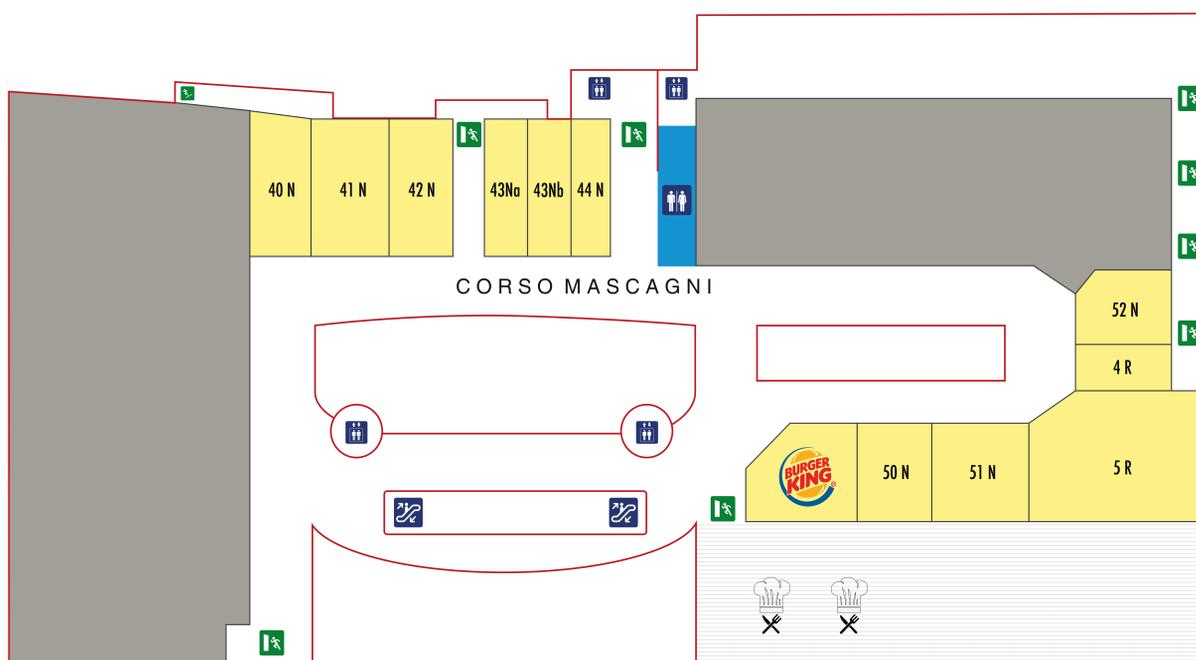 40 N
41 N
42 N
43Na
43Nb
44 N
CORSO MASCAGNI
52 N
4 R
BURGER
KING
®
50 N
51 N
5 R